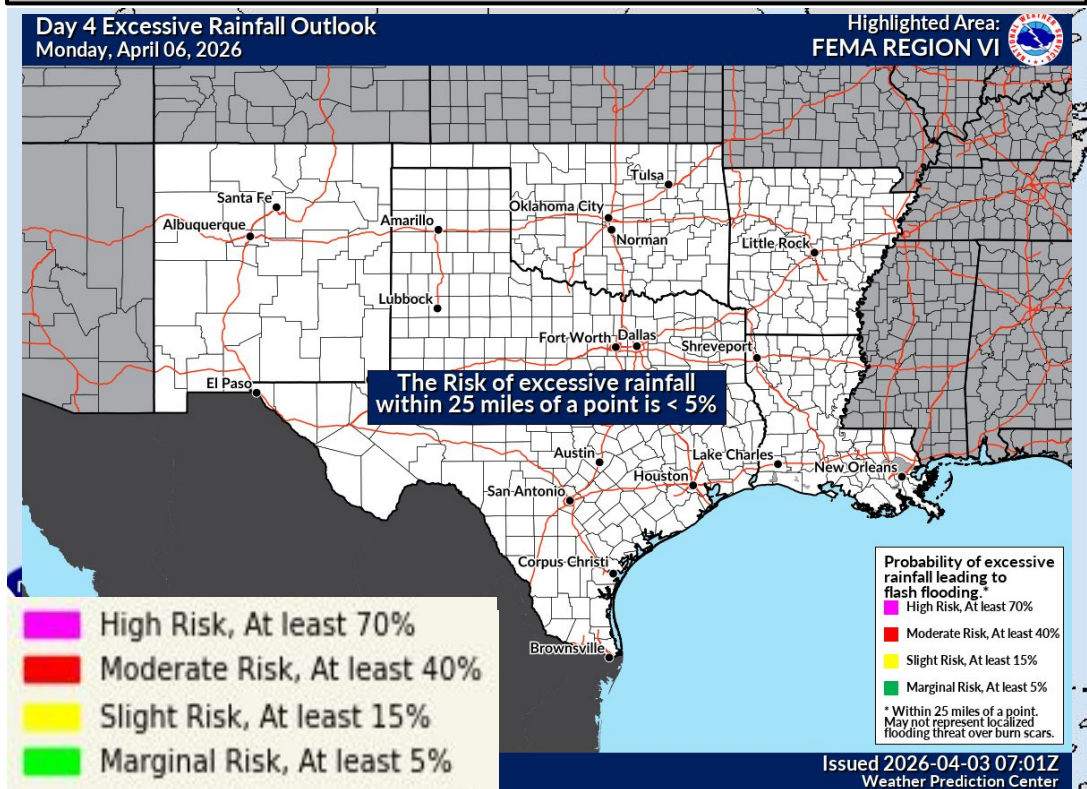 Day 4 Excessive Rainfall Outlook
Monday, April 06, 2026
Highlighted Area:
FEMA REGION VI
Santa Fe
Albuquerque
Amarillo
Lubbock
Tulsa
Oklahoma City
Norman
Little Rock
Fort Worth
Dallas
Shreveport
El Paso
The Risk of excessive rainfall
within 25 miles of a point is < 5%
Austin
Houston
Lake Charles
New Orleans
San Antonio
Corpus Christi
Brownsville
Probability of excessive
rainfall leading to
flash flooding.*
High Risk, At least 70%
Moderate Risk, At least 40%
Slight Risk, At least 15%
Marginal Risk, At least 5%
* Within 25 miles of a point.
May not represent localized
flooding threat over burn scars.
High Risk, At least 70%
Moderate Risk, At least 40%
Slight Risk, At least 15%
Marginal Risk, At least 5%
Issued 2026-04-03 07:01Z
Weather Prediction Center